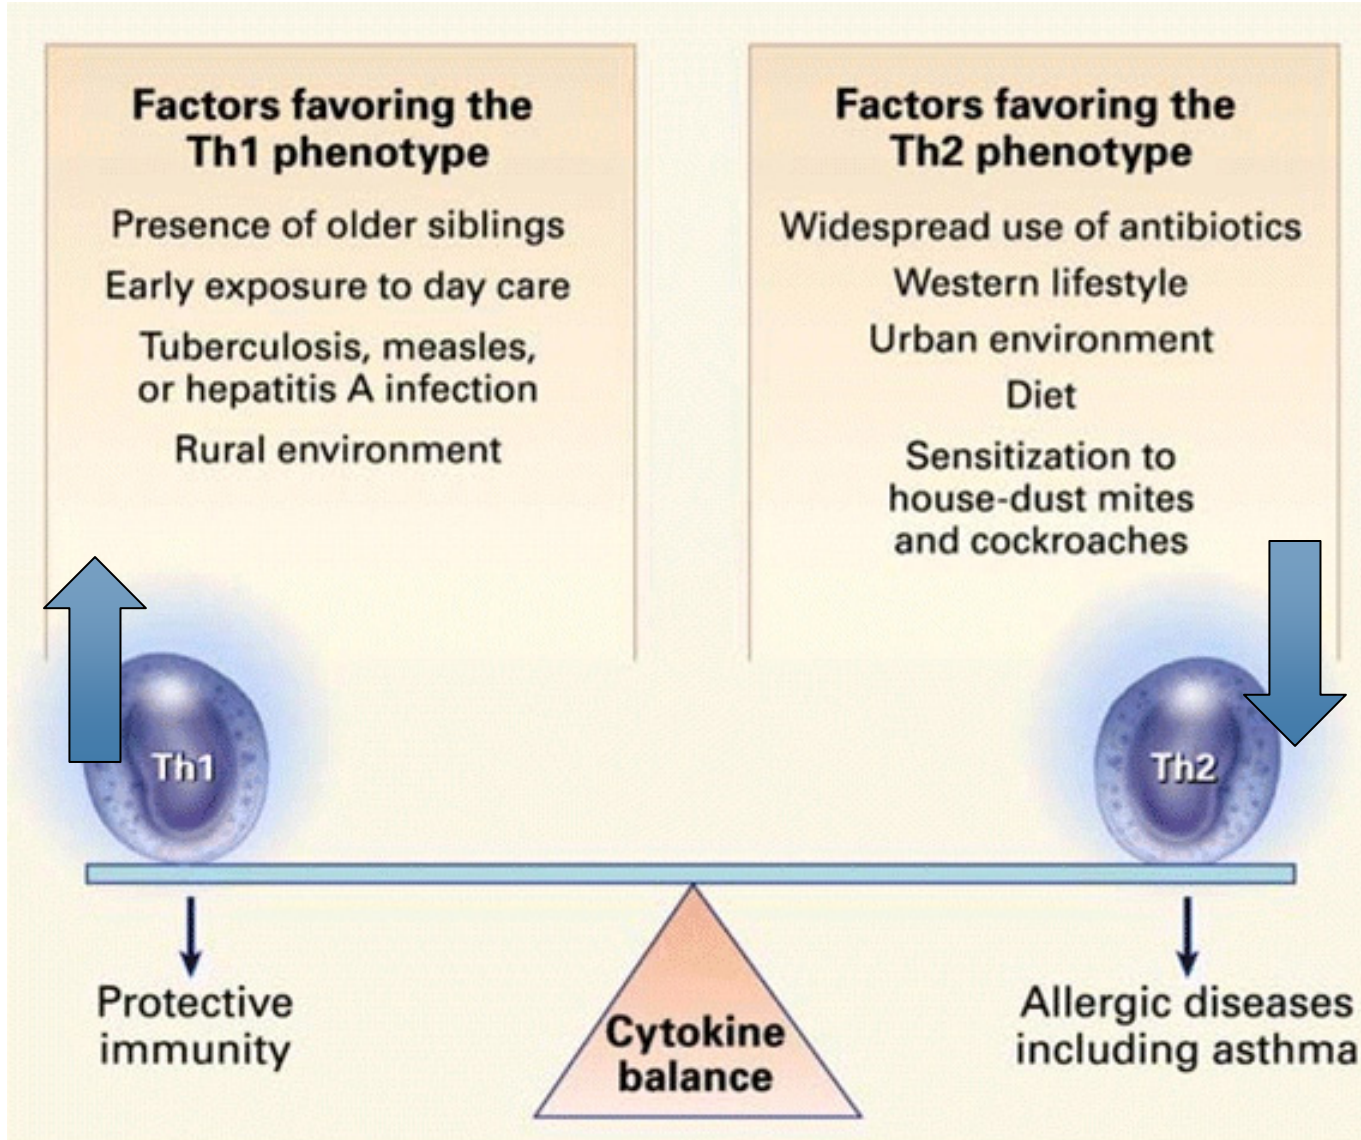 Factors favoring the
Th1 phenotype
Presence of older siblings
Early exposure to day care
Tuberculosis, measles,
or hepatitis A infection
Rural environment
Factors favoring the
Th2 phenotype
Widespread use of antibiotics
Western lifestyle
Urban environment
Diet
Sensitization to
house-dust mites
and cockroaches
Th1
Th2
Protective
immunity
Cytokine
balance
Allergic diseases
including asthma